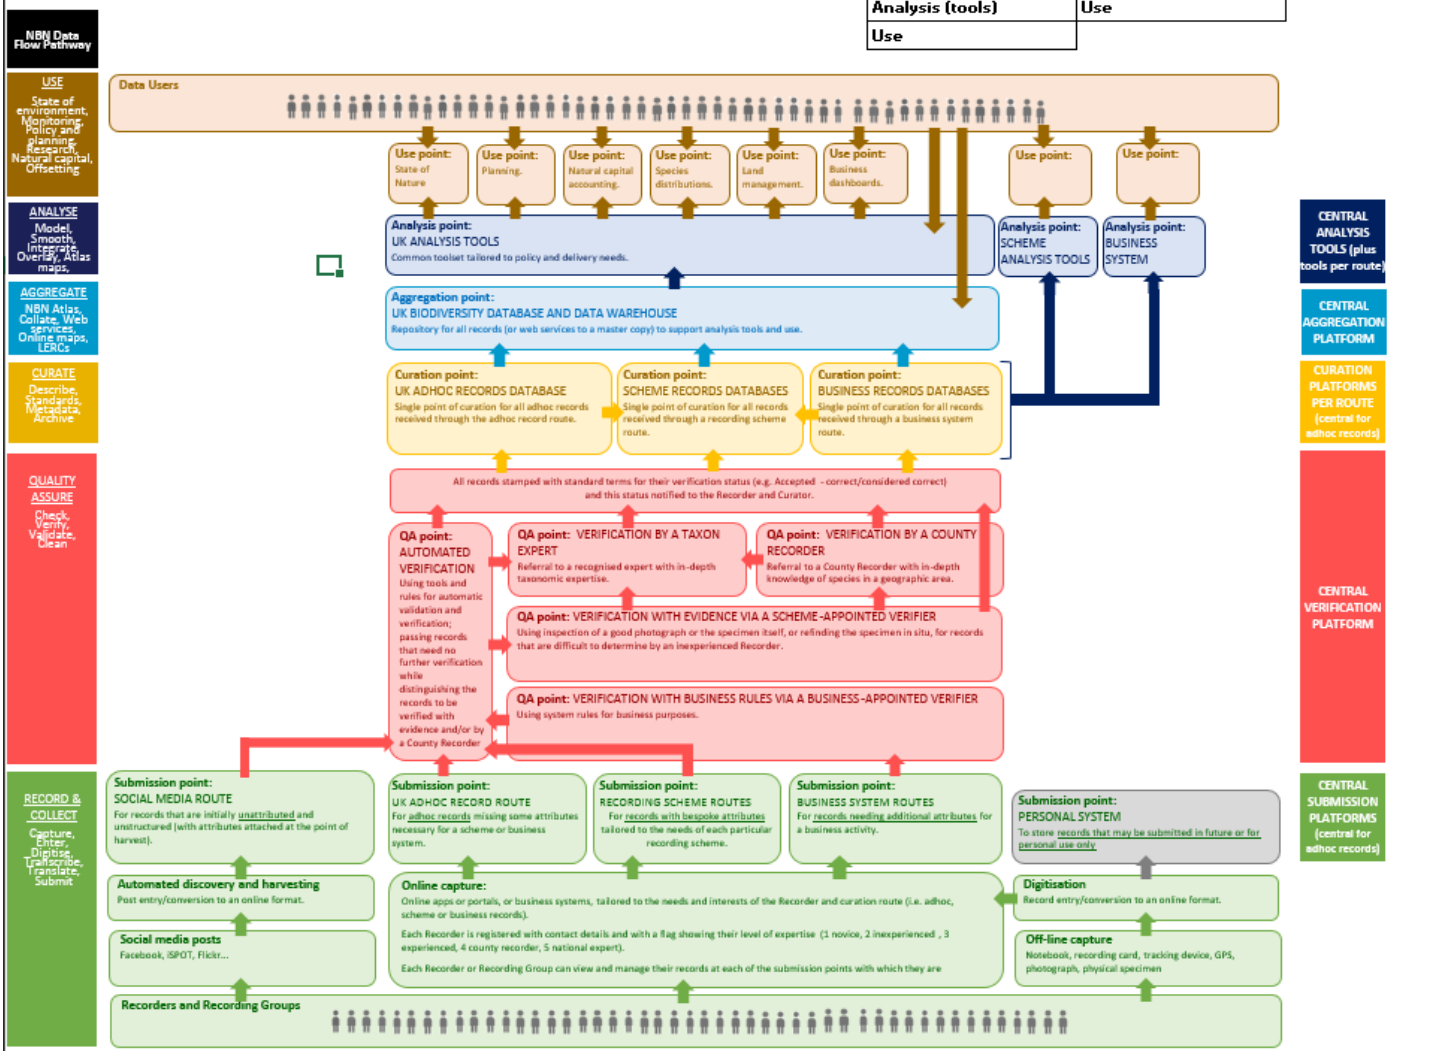 Analysis (tools)
Use
Use
NBN Data
Flow Pathway
USE
State of
environment,
Monitoring,
Policy and
planning,
Research,
Natural capital,
Offsetting
Data Users
Use point:
State of
Nature
Use point:
Planning.
Use point:
Natural capital
accounting.
Use point:
Species
distributions.
Use point:
Land
management.
Use point:
Business
dashboards.
Use point:
Use point:
ANALYSE
Model,
Smooth,
Integrate,
Overlay, Atlas
maps,
Analysis point:
UK ANALYSIS TOOLS
Common toolset tailored to policy and delivery needs.
Analysis point:
SCHEME
ANALYSIS TOOLS
Analysis point:
BUSINESS
SYSTEM
CENTRAL
ANALYSIS
TOOLS (plus
tools per route)
AGGREGATE
NBN Atlas,
Collate, Web
services,
Online maps,
LERCs
Aggregation point:
UK BIODIVERSITY DATABASE AND DATA WAREHOUSE
Repository for all records (or web services to a master copy) to support analysis tools and use.
CENTRAL
AGGREGATION
PLATFORM
CURATE
Describe,
Standards,
Metadata,
Archive
Curation point:
UK ADHOC RECORDS DATABASE
Single point of curation for all adhoc records
received through the adhoc record route.
Curation point:
SCHEME RECORDS DATABASES
Single point of curation for all records
received through a recording scheme
route.
Curation point:
BUSINESS RECORDS DATABASES
Single point of curation for all records
received through a business system
route.
CURATION
PLATFORMS
PER ROUTE
(central for
adhoc records)
QUALITY
ASSURE
Check,
Verify,
Validate,
Clean
All records stamped with standard terms for their verification status (e.g. Accepted - correct/considered correct)
and this status notified to the Recorder and Curator.
QA point:
AUTOMATED
VERIFICATION
Using tools and
rules for automatic
validation and
verification;
passing records
that need no
further verification
while
distinguishing the
records to be
verified with
evidence and/or by
a County Recorder
QA point: VERIFICATION BY A TAXON
EXPERT
Referral to a recognised expert with in-depth
taxonomic expertise.
QA point: VERIFICATION BY A COUNTY
RECORDER
Referral to a County Recorder with in-depth
knowledge of species in a geographic area.
QA point: VERIFICATION WITH EVIDENCE VIA A SCHEME-APPOINTED VERIFIER
Using inspection of a good photograph or the specimen itself, or refinding the specimen in situ, for records
that are difficult to determine by an inexperienced Recorder.
QA point: VERIFICATION WITH BUSINESS RULES VIA A BUSINESS-APPOINTED VERIFIER
Using system rules for business purposes.
CENTRAL
VERIFICATION
PLATFORM
RECORD &
COLLECT
Capture,
Enter,
Digitise,
Transcribe,
Translate,
Submit
Submission point:
SOCIAL MEDIA ROUTE
For records that are initially unattributed and
unstructured (with attributes attached at the point of
harvest).
Submission point:
UK ADHOC RECORD ROUTE
For adhoc records missing some attributes
necessary for a scheme or business
system.
Submission point:
RECORDING SCHEME ROUTES
For records with bespoke attributes
tailored to the needs of each particular
recording scheme.
Submission point:
BUSINESS SYSTEM ROUTES
For records needing additional attributes for
a business activity.
Submission point:
PERSONAL SYSTEM
To store records that may be submitted in future or for
personal use only
CENTRAL
SUBMISSION
PLATFORMS
(central for
adhoc records)
Automated discovery and harvesting
Post entry/conversion to an online format.
Social media posts
Facebook, iSPOT, Flickr...
Online capture:
Online apps or portals, or business systems, tailored to the needs and interests of the Recorder and curation route (i.e. adhoc,
scheme or business records).
Each Recorder is registered with contact details and with a flag showing their level of expertise (1 novice, 2 inexperienced , 3
experienced, 4 county recorder, 5 national expert).
Each Recorder or Recording Group can view and manage their records at each of the submission points with which they are
Digitisation
Record entry/conversion to an online format.
Off-line capture
Notebook, recording card, tracking device, GPS,
photograph, physical specimen
Recorders and Recording Groups